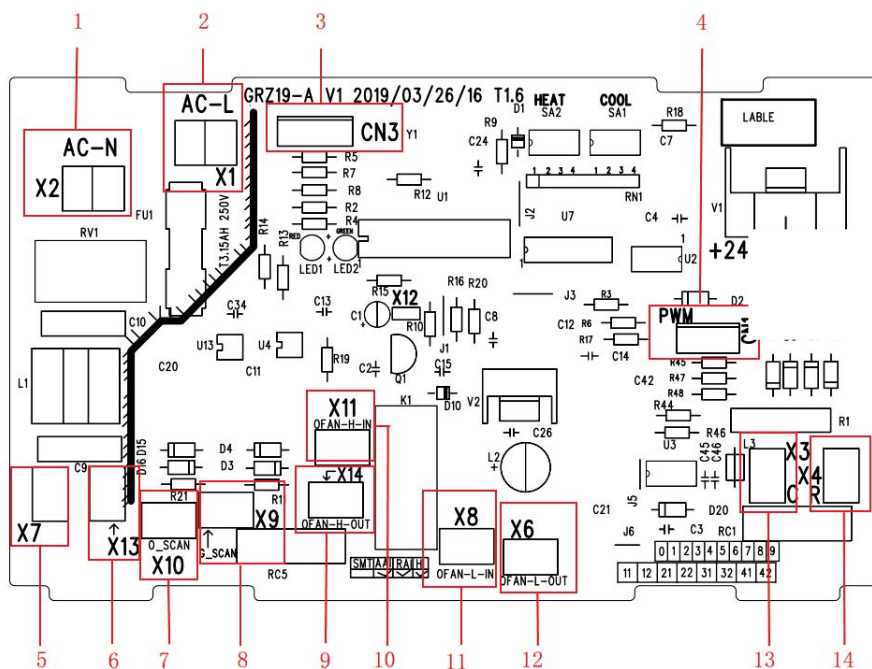 1 2 3 4
GRZ19-A V1 2019/03/26/16 T1.6
AC-L
X1
AC-N
X2
CN3
Y1
HEAT
SA2
COOL
SA1
D1
R9
C24
R18
C7
LABLE
R5
R7
R8
R2
R4
R12
U1
1 2 3 4 1 2 3 4
RN1
J2
U7
1
C4
1
U2
V1
+24
FU1
T3.15AH 250V
RV1
R14
R13
RED
LED1
GREEN
LED2
1
R15
X12
R16
R20
J3
R3
D2
PWM
C34
C13
C1
R10
C8
C12
R6
R17
C14
C10
U13
U4
R19
J1
C20
C11
C2
Q1
C15
R45
R47
R48
C42
L1
K1
D10
V2
X11
OFAN-H-IN
C26
R44
R46
R1
U3
L2
C9
D16
D15
D4
D3
R21
R1
X14
OFAN-H-OUT
L3
X3
X4
C R
C45
C46
J5
D20
C21
C3
RC1
J6
X7
X13
X10
O_SCAN
X9
G_SCAN
RC5
X8
OFAN-L-IN
X6
OFAN-L-OUT
SMT AAI RAI H
0 1 2 3 4 5 6 7 8 9
11 12 21 22 31 32 41 42
5 6 7 8 9 10 11 12 13 14